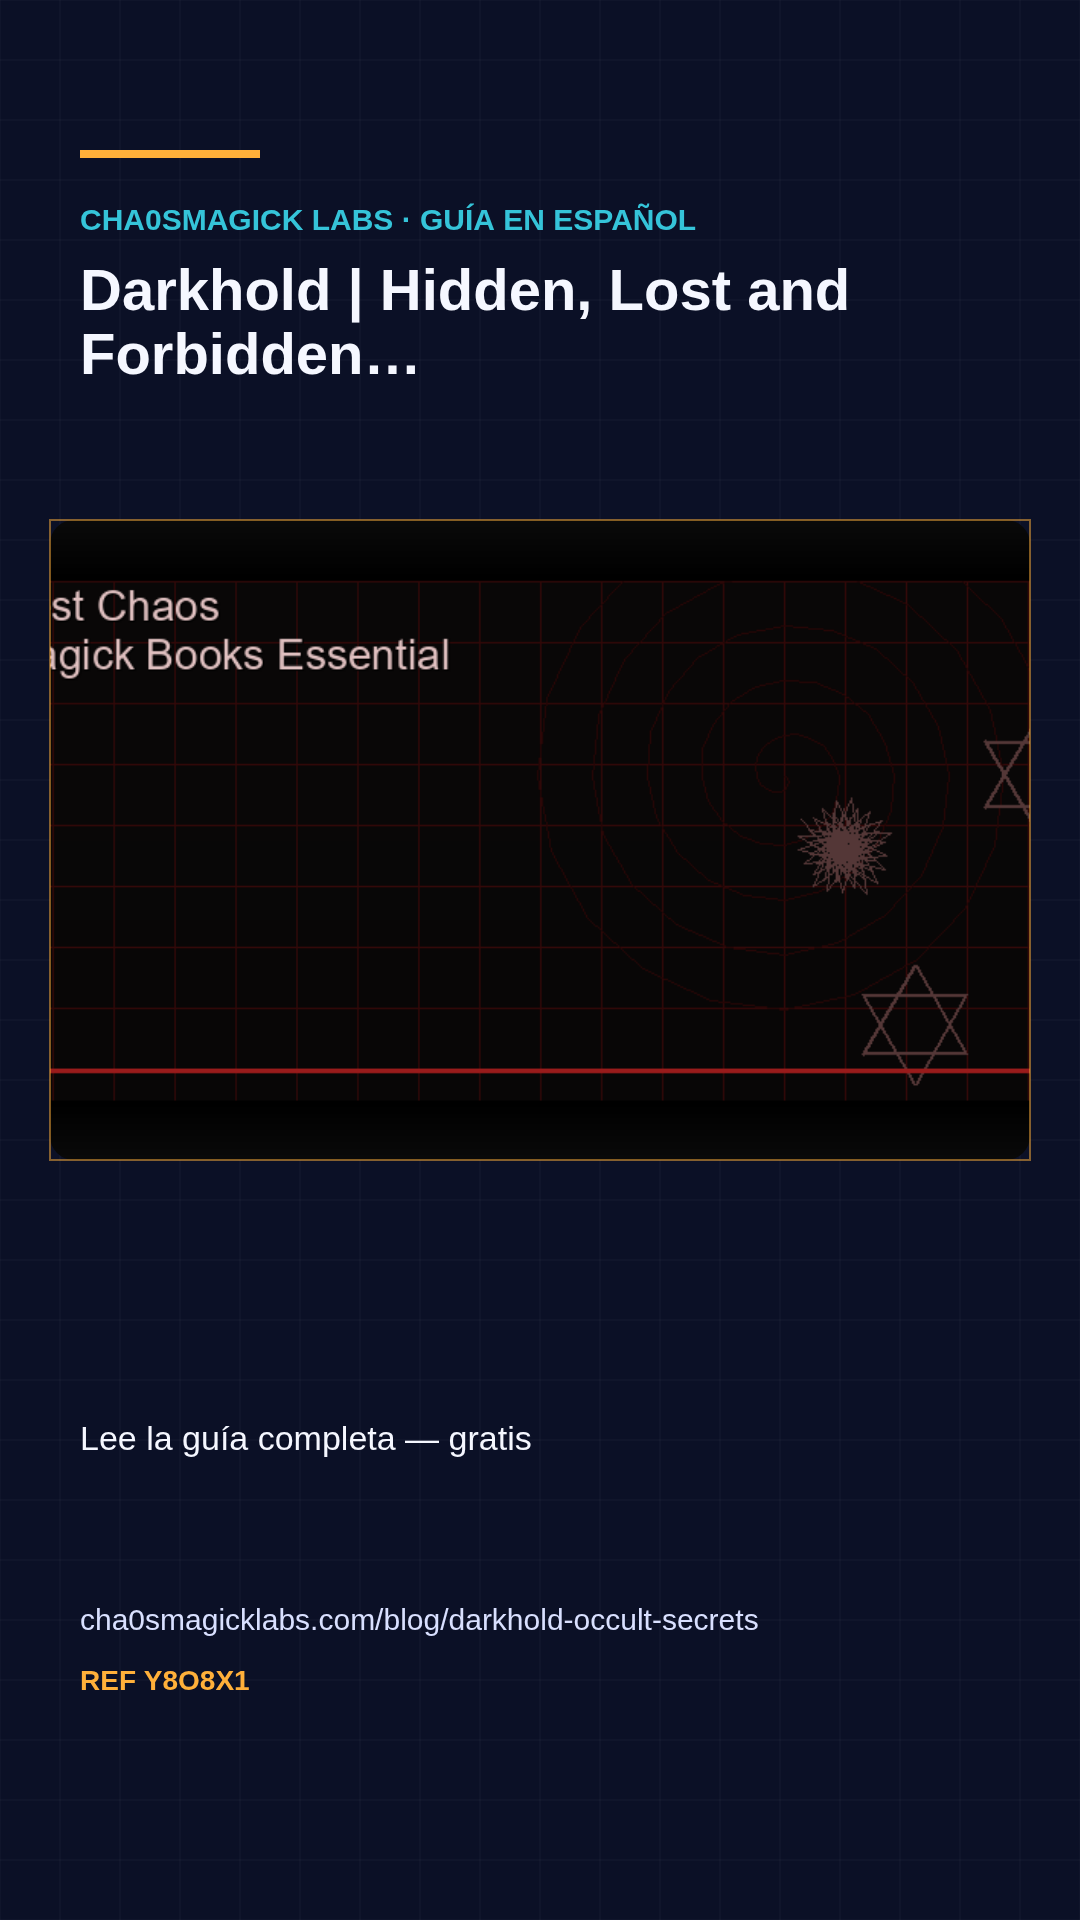 CHA0SMAGICK LABS · GUÍA EN ESPAÑOL
Darkhold | Hidden, Lost and
Forbidden…
st Chaos
agick Books Essential
Lee la guía completa — gratis
cha0smagicklabs.com/blog/darkhold-occult-secrets
REF Y8O8X1